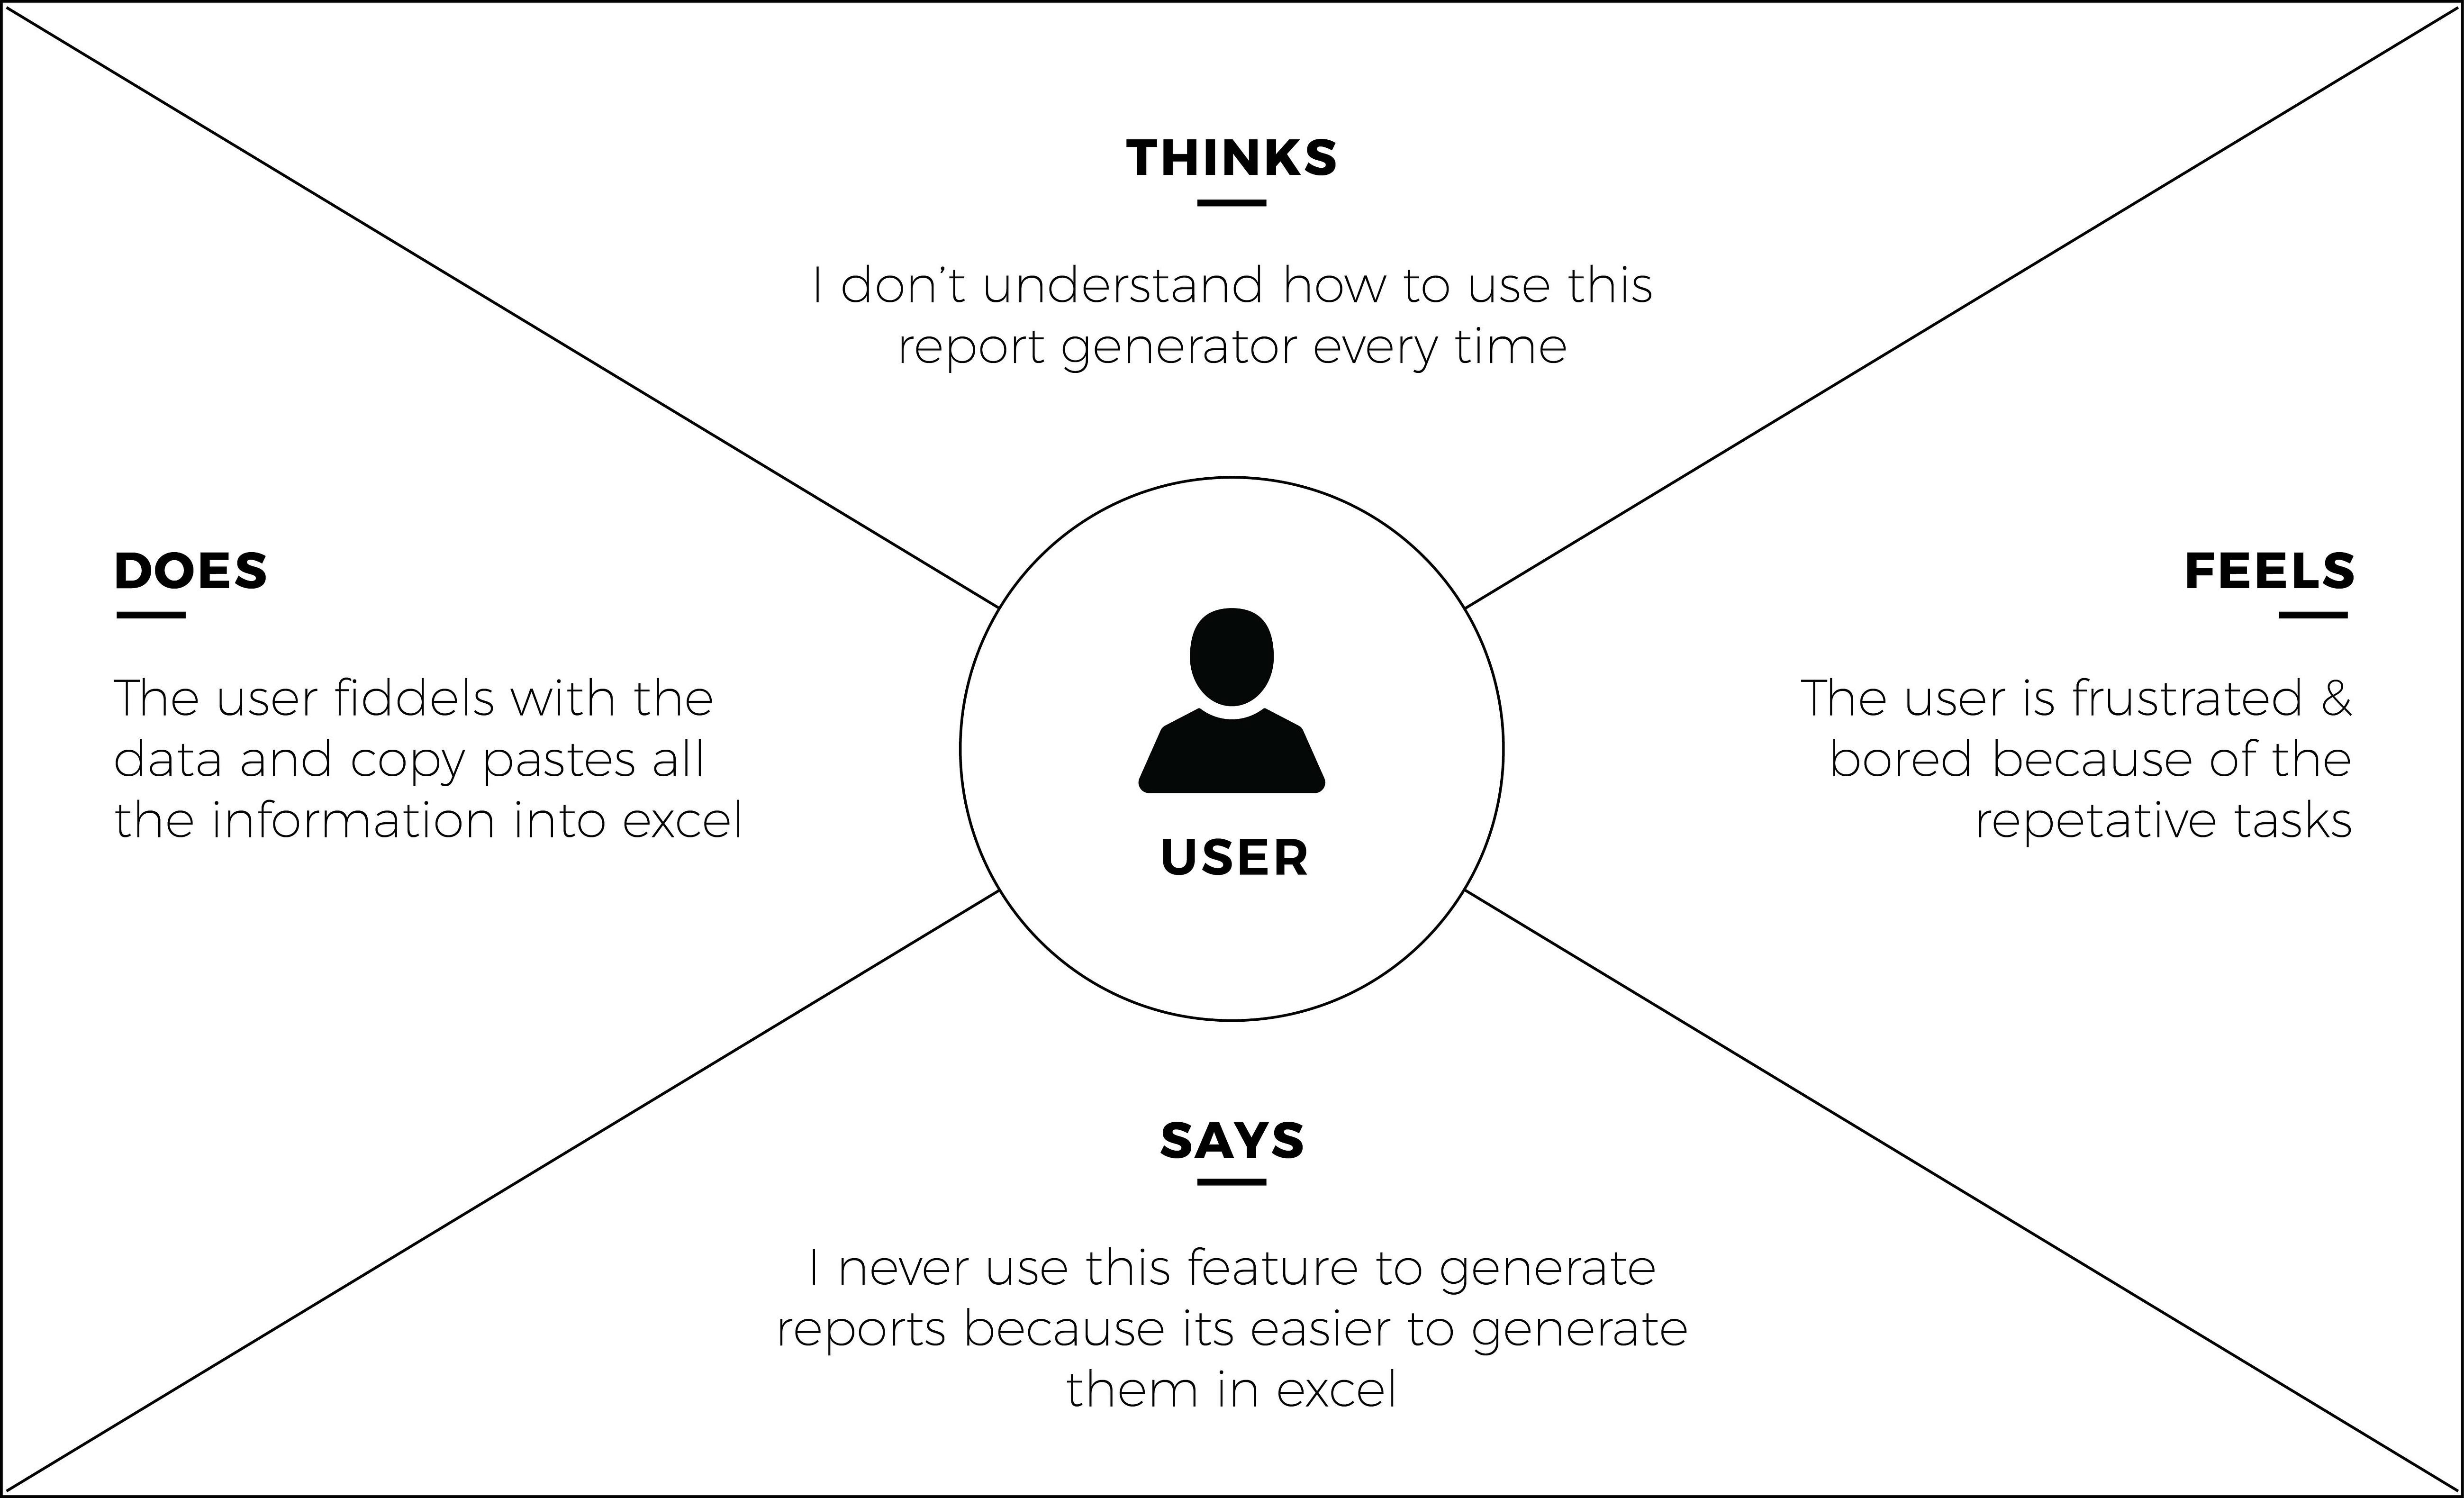 THINKS
I don’t understand how to use this
report generator every time
DOES
The user fiddels with the
data and copy pastes all
the information into excel
USER
FEELS
The user is frustrated &
bored because of the
repetative tasks
SAYS
I never use this feature to generate
reports because its easier to generate
them in excel